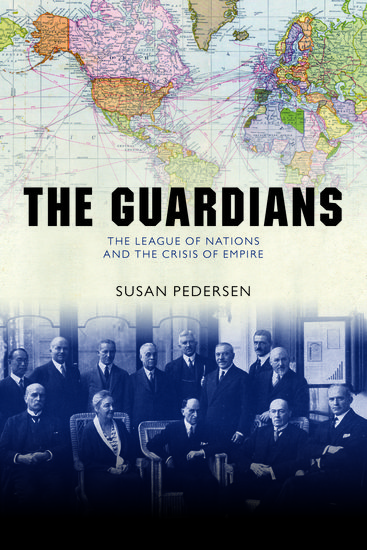 THE GUARDIANS
THE LEAGUE OF NATIONS
AND THE CRISIS OF EMPIRE
SUSAN PEDERSEN